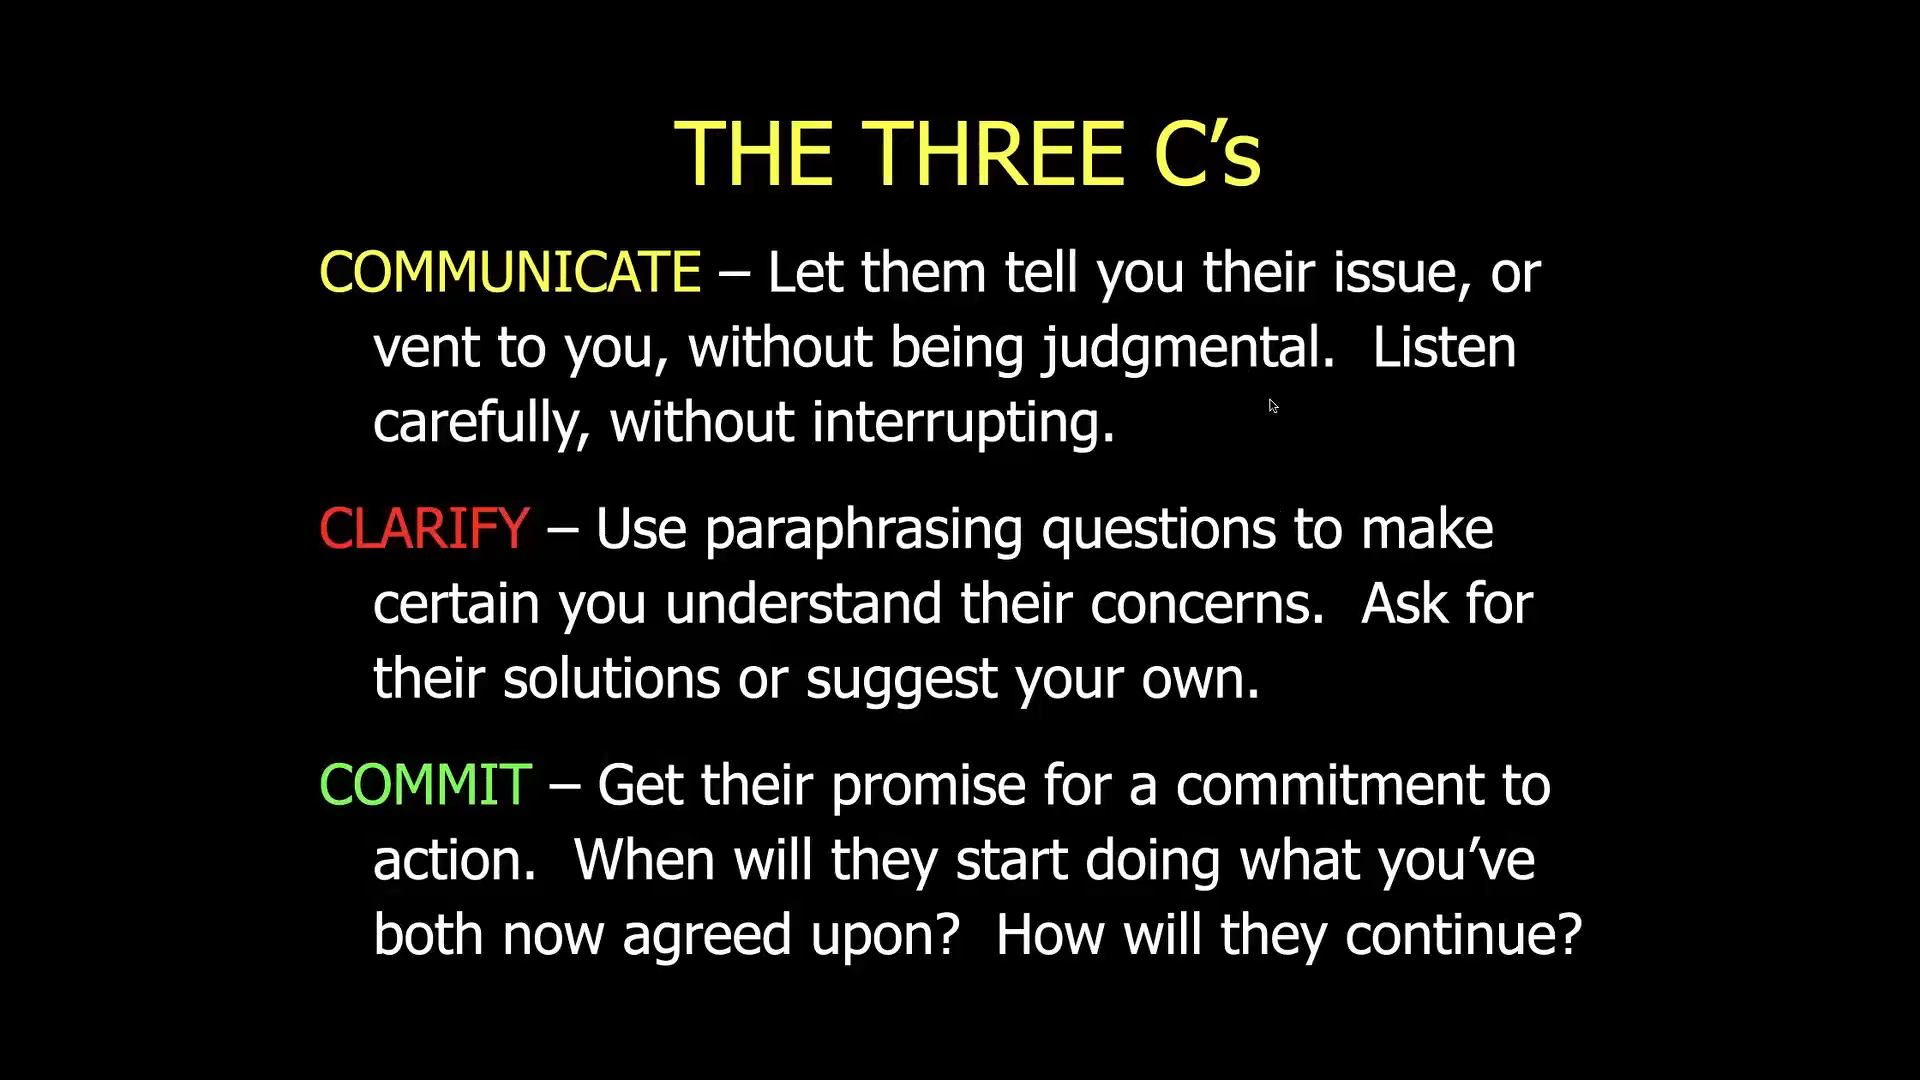 THE THREE C’s
COMMUNICATE – Let them tell you their issue, or
vent to you, without being judgmental.  Listen
carefully, without interrupting.
CLARIFY – Use paraphrasing questions to make
certain you understand their concerns.  Ask for
their solutions or suggest your own.
COMMIT – Get their promise for a commitment to
action.  When will they start doing what you’ve
both now agreed upon?  How will they continue?